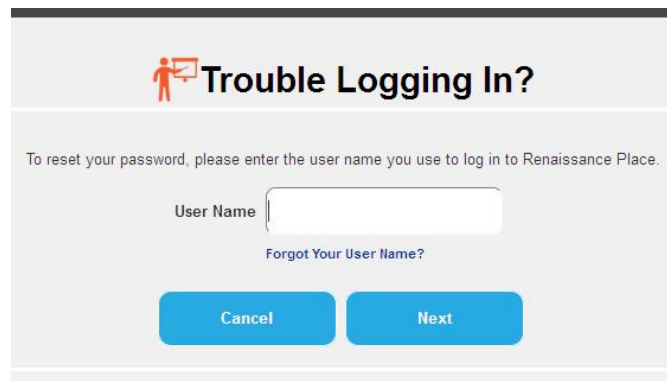 Trouble Logging In?
To reset your password, please enter the user name you use to log in to Renaissance Place.
User Name
Forgot Your User Name?
Cancel Next